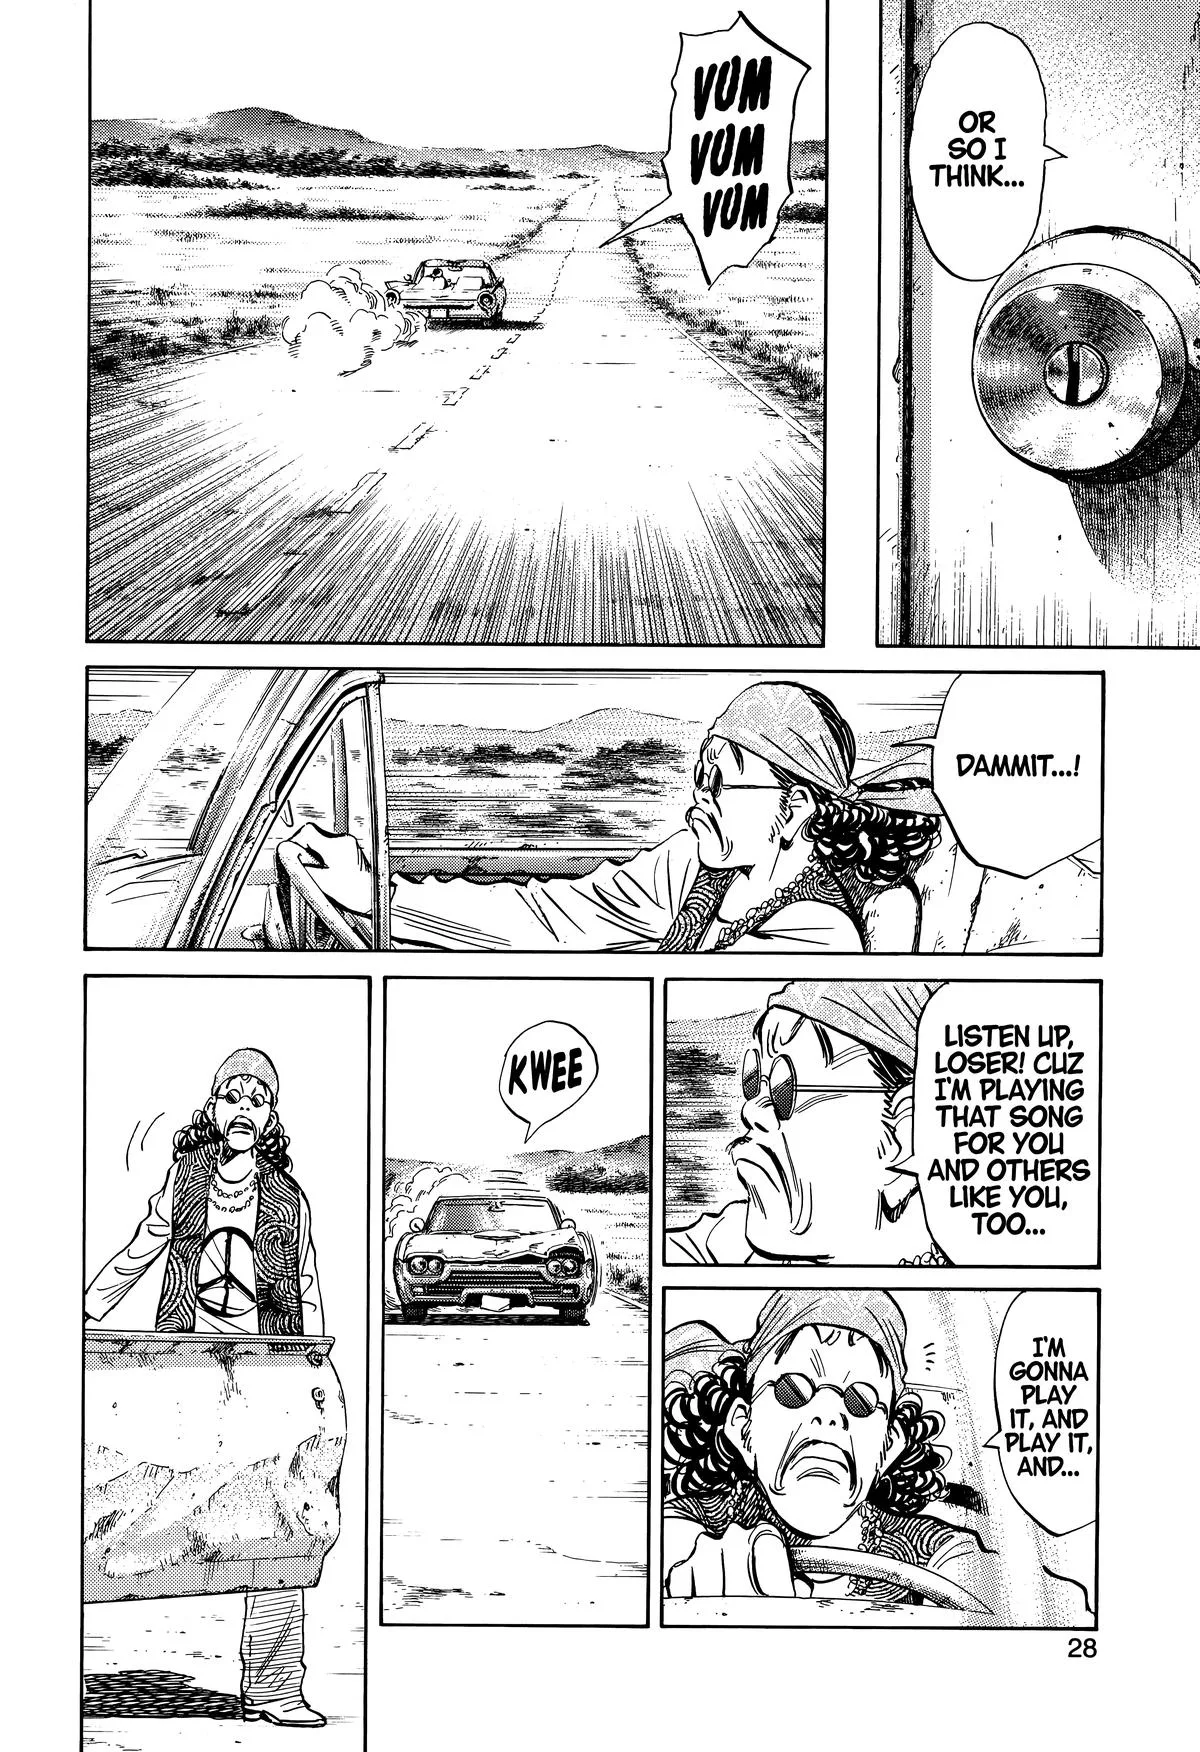 OR
SO I
THINK...
VUM
VUM
VUM
DAMMIT...!
LISTEN UP,
LOSER! CUZ
I'M PLAYING
THAT SONG
FOR YOU
AND OTHERS
LIKE YOU,
TOO...
I'M
GONNA
PLAY
IT, AND
PLAY IT,
AND...
KWEE
28